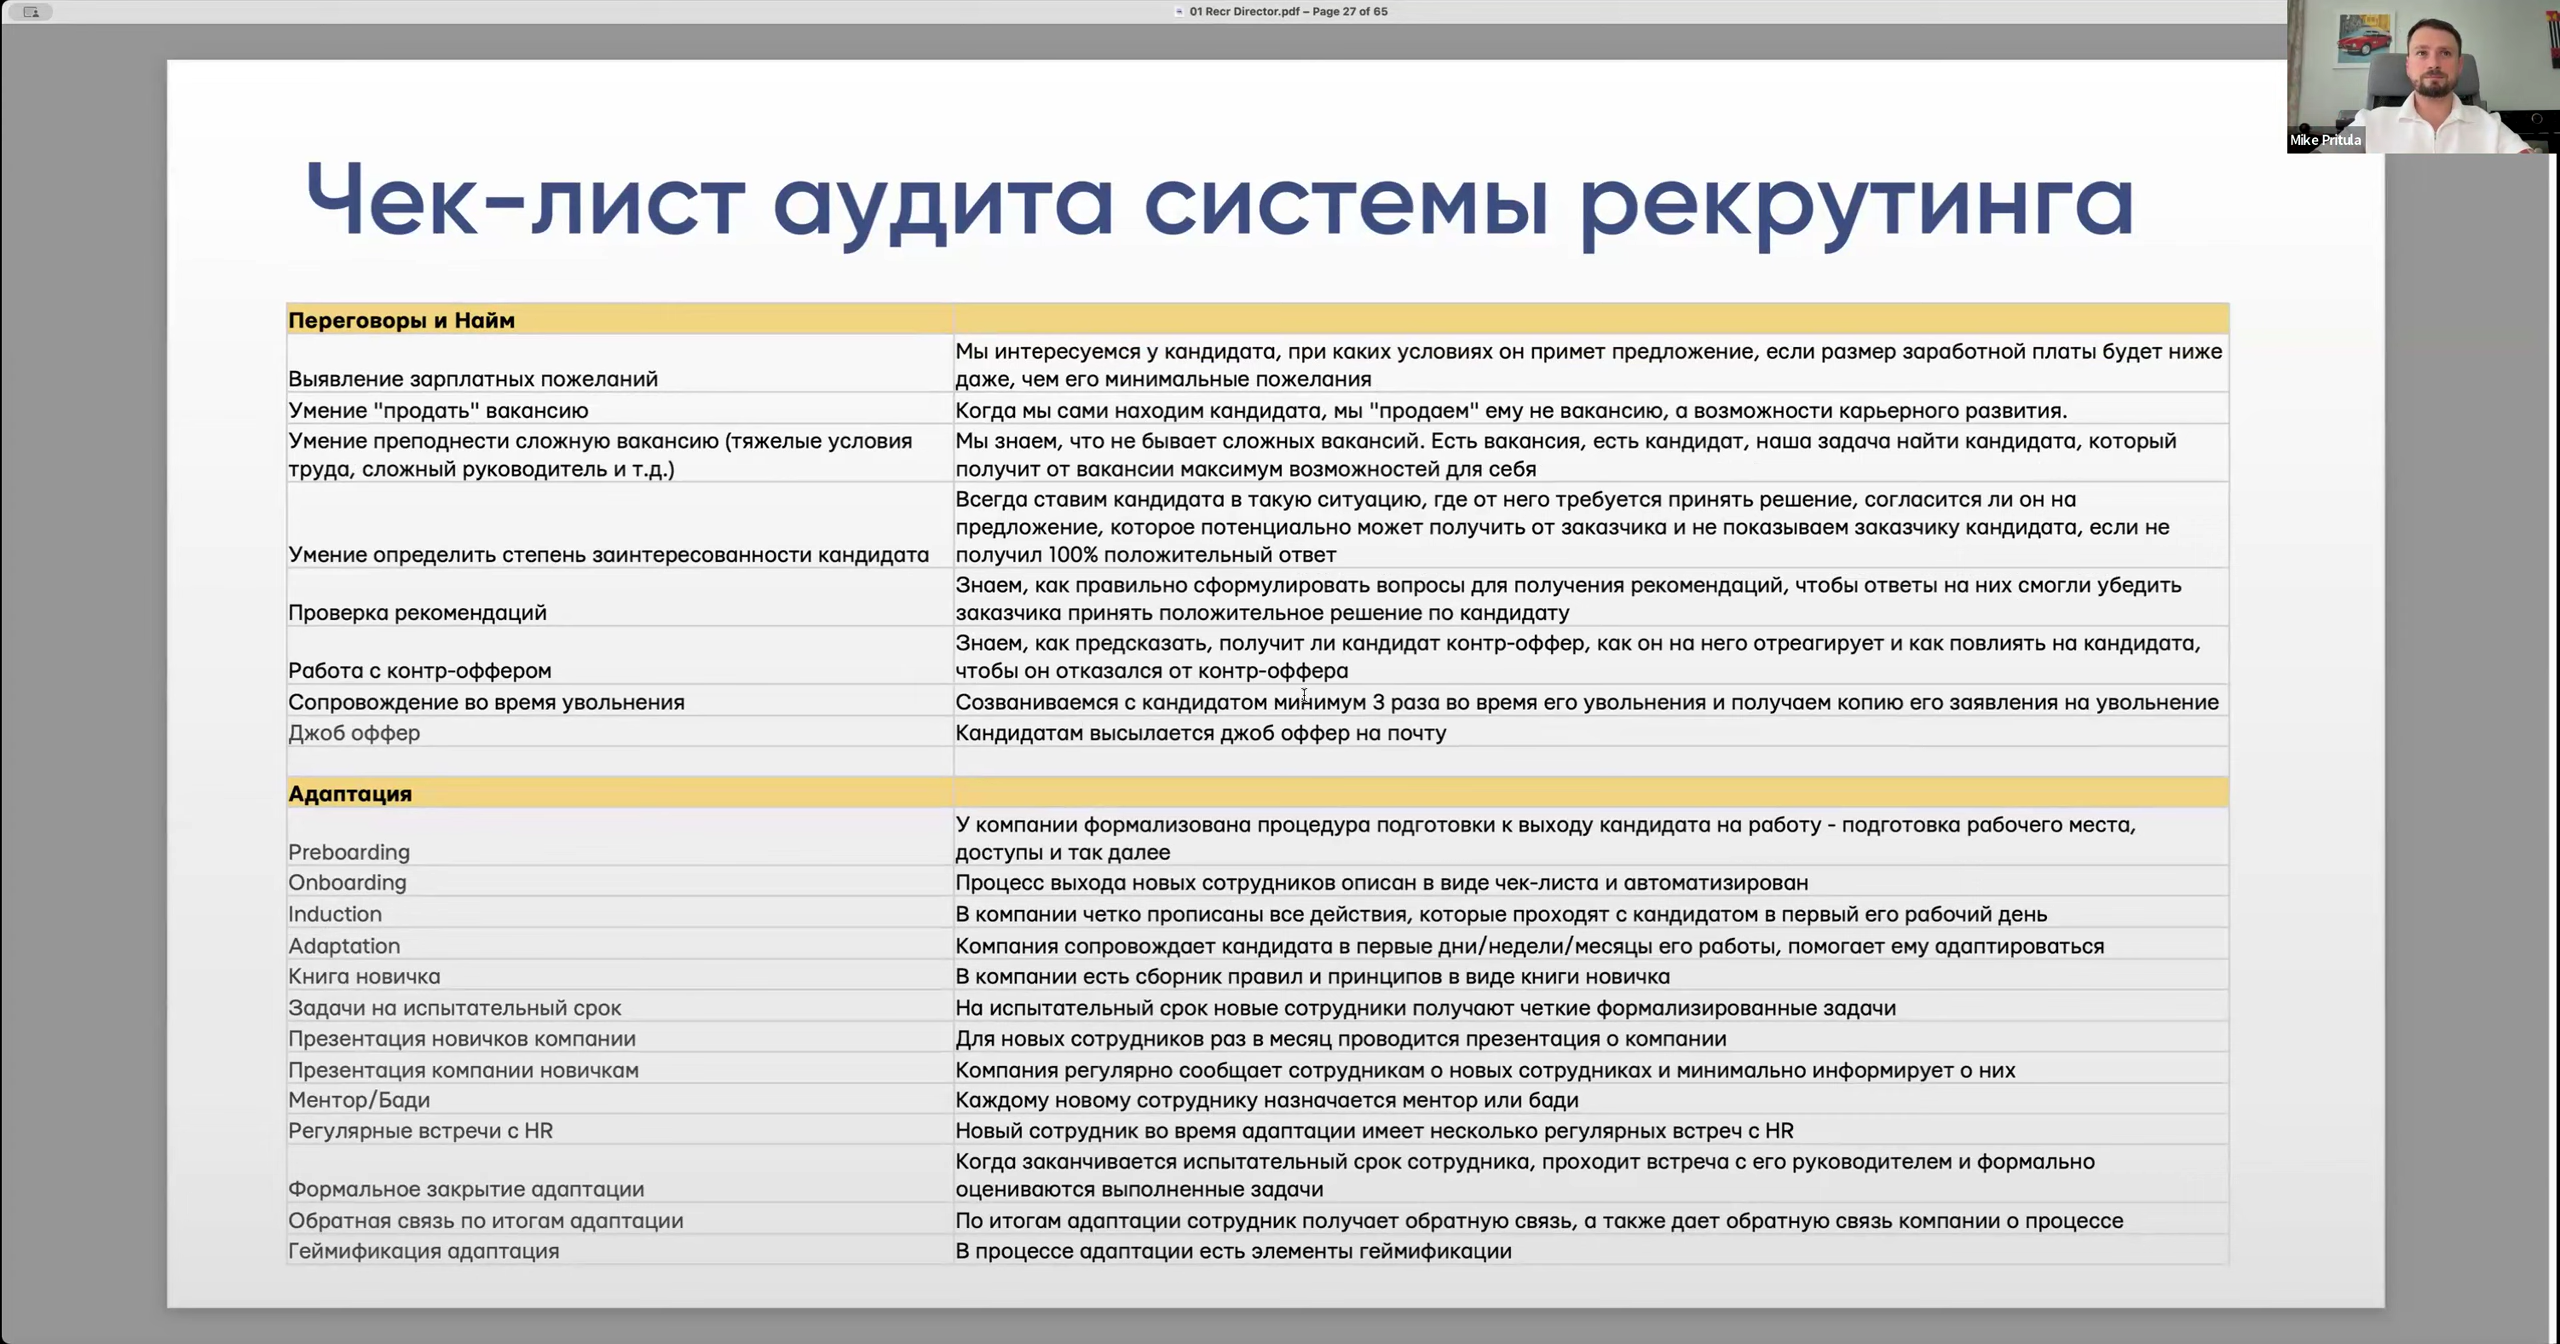 01 Recr Director.pdf – Page 27 of 65
Mike Pritula
Чек-лист аудита системы рекрутинга
Переговоры и Найм
Выявление зарплатных пожеланий
Мы интересуемся у кандидата, при каких условиях он примет предложение, если размер заработной платы будет ниже
даже, чем его минимальные пожелания
Умение "продать" вакансию
Когда мы сами находим кандидата, мы "продаем" ему не вакансию, а возможности карьерного развития.
Умение преподнести сложную вакансию (тяжелые условия
труда, сложный руководитель и т.д.)
Мы знаем, что не бывает сложных вакансий. Есть вакансия, есть кандидат, наша задача найти кандидата, который
получит от вакансии максимум возможностей для себя
Умение определить степень заинтересованности кандидата
Всегда ставим кандидата в такую ситуацию, где от него требуется принять решение, согласится ли он на
предложение, которое потенциально может получить от заказчика и не показываем заказчику кандидата, если не
получил 100% положительный ответ
Проверка рекомендаций
Знаем, как правильно сформулировать вопросы для получения рекомендаций, чтобы ответы на них смогли убедить
заказчика принять положительное решение по кандидату
Работа с контр-оффером
Знаем, как предсказать, получит ли кандидат контр-оффер, как он на него отреагирует и как повлиять на кандидата,
чтобы он отказался от контр-оффера
Сопровождение во время увольнения
Созваниваемся с кандидатом минимум 3 раза во время его увольнения и получаем копию его заявления на увольнение
Джоб оффер
Кандидатам высылается джоб оффер на почту
Адаптация
Preboarding
У компании формализована процедура подготовки к выходу кандидата на работу - подготовка рабочего места,
доступы и так далее
Onboarding
Процесс выхода новых сотрудников описан в виде чек-листа и автоматизирован
Induction
В компании четко прописаны все действия, которые проходят с кандидатом в первый его рабочий день
Adaptation
Компания сопровождает кандидата в первые дни/недели/месяцы его работы, помогает ему адаптироваться
Книга новичка
В компании есть сборник правил и принципов в виде книги новичка
Задачи на испытательный срок
На испытательный срок новые сотрудники получают четкие формализированные задачи
Презентация новичков компании
Для новых сотрудников раз в месяц проводится презентация о компании
Презентация компании новичкам
Компания регулярно сообщает сотрудникам о новых сотрудниках и минимально информирует о них
Ментор/Бади
Каждому новому сотруднику назначается ментор или бади
Регулярные встречи с HR
Новый сотрудник во время адаптации имеет несколько регулярных встреч с HR
Формальное закрытие адаптации
Когда заканчивается испытательный срок сотрудника, проходит встреча с его руководителем и формально
оцениваются выполненные задачи
Обратная связь по итогам адаптации
По итогам адаптации сотрудник получает обратную связь, а также дает обратную связь компании о процессе
Геймификация адаптация
В процессе адаптации есть элементы геймификации